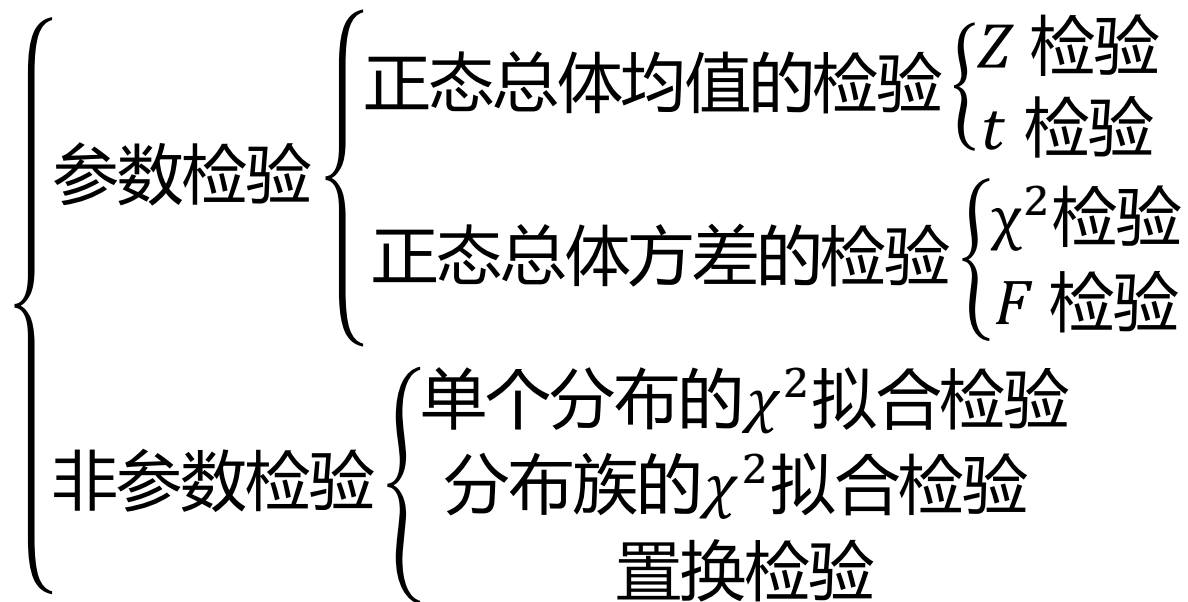 参数检验
正态总体均值的检验
Z 检验
t 检验
正态总体方差的检验
χ²检验
F 检验
非参数检验
单个分布的χ²拟合检验
分布族的χ²拟合检验
置换检验